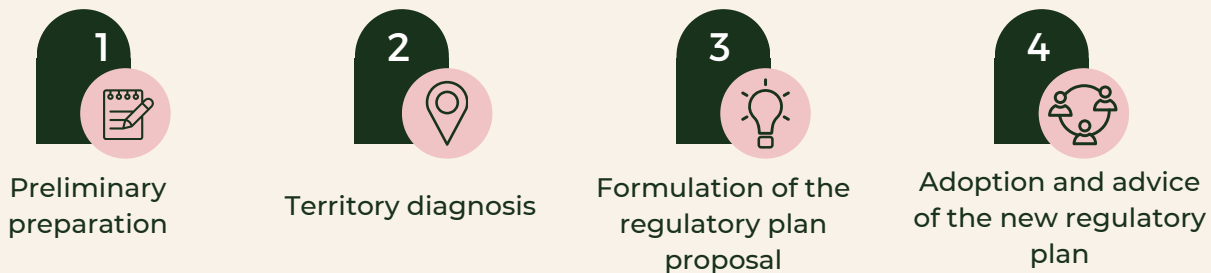 1
Preliminary
preparation
2
Territory diagnosis
3
Formulation of the
regulatory plan
proposal
4
Adoption and advice
of the new regulatory
plan